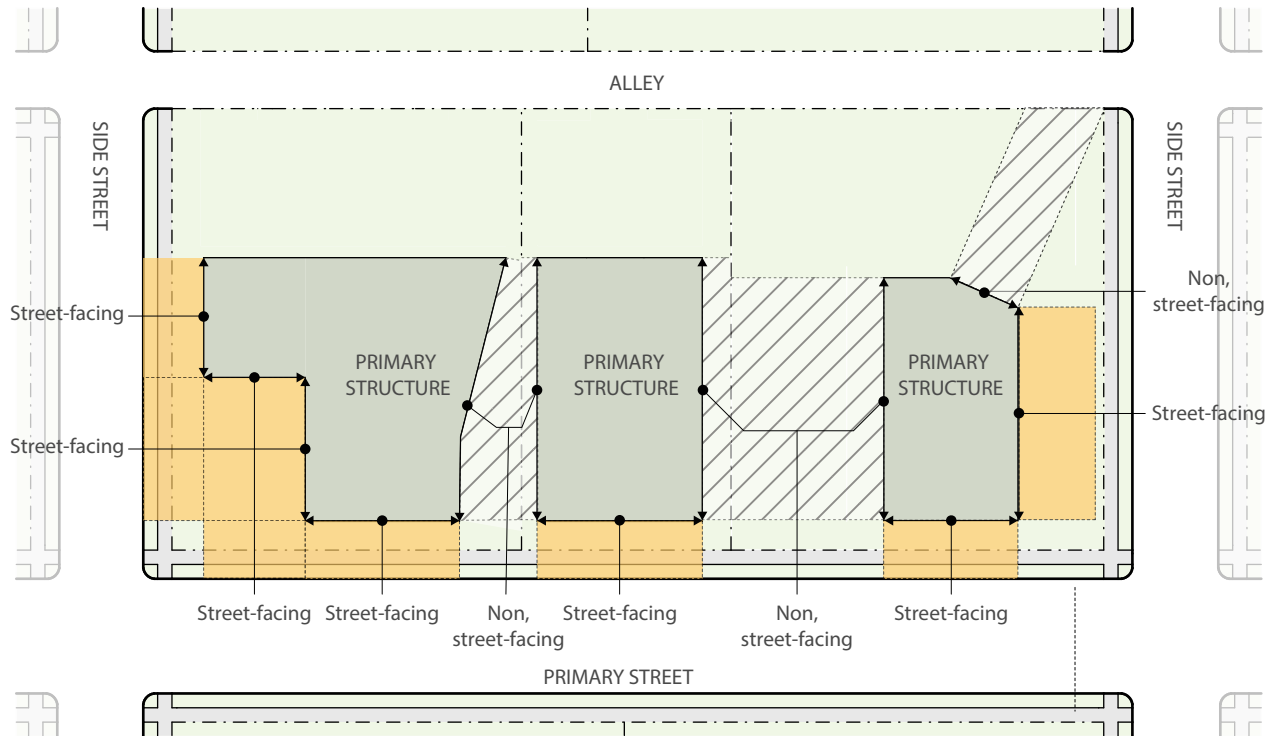 ALLEY
SIDE STREET
SIDE STREET
Non,
street-facing
Street-facing
PRIMARY
STRUCTURE
PRIMARY
STRUCTURE
PRIMARY
STRUCTURE
Street-facing
Street-facing
Street-facing
Street-facing
Non,
street-facing
Street-facing
Non,
street-facing
Street-facing
Street-facing
PRIMARY STREET